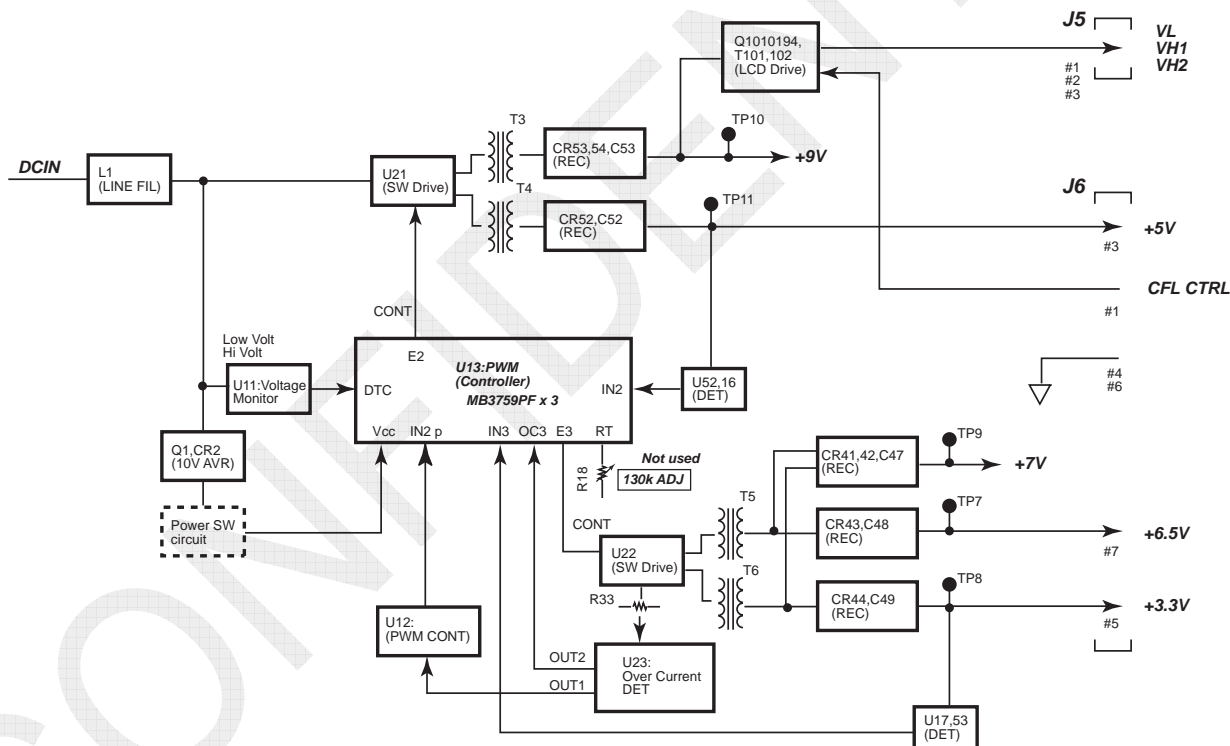 J5
VL
VH1
VH2
#1
#2
#3
Q1010194,
T101,102
(LCD Drive)
DCIN
L1
(LINE FIL)
U21
(SW Drive)
T3
CR53,54,C53
(REC)
TP10
+9V
T4
CR52,C52
(REC)
TP11
J6
+5V
#3
CFL CTRL
#1
#4
#6
CONT
Low Volt
Hi Volt
U11:Voltage
Monitor
E2
U13:PWM
(Controller)
MB3759PF x 3
DTC
IN2
Vcc
IN2 p
IN3
OC3
E3
RT
U52,16
(DET)
Q1,CR2
(10V AVR)
Power SW
circuit
R18
Not used
130k ADJ
CONT
U22
(SW Drive)
T5
T6
CR41,42,C47
(REC)
TP9
+7V
CR43,C48
(REC)
TP7
+6.5V
#7
CR44,C49
(REC)
TP8
+3.3V
#5
R33
U12:
(PWM CONT)
OUT2
OUT1
U23:
Over Current
DET
U17,53
(DET)
CONFIDEN